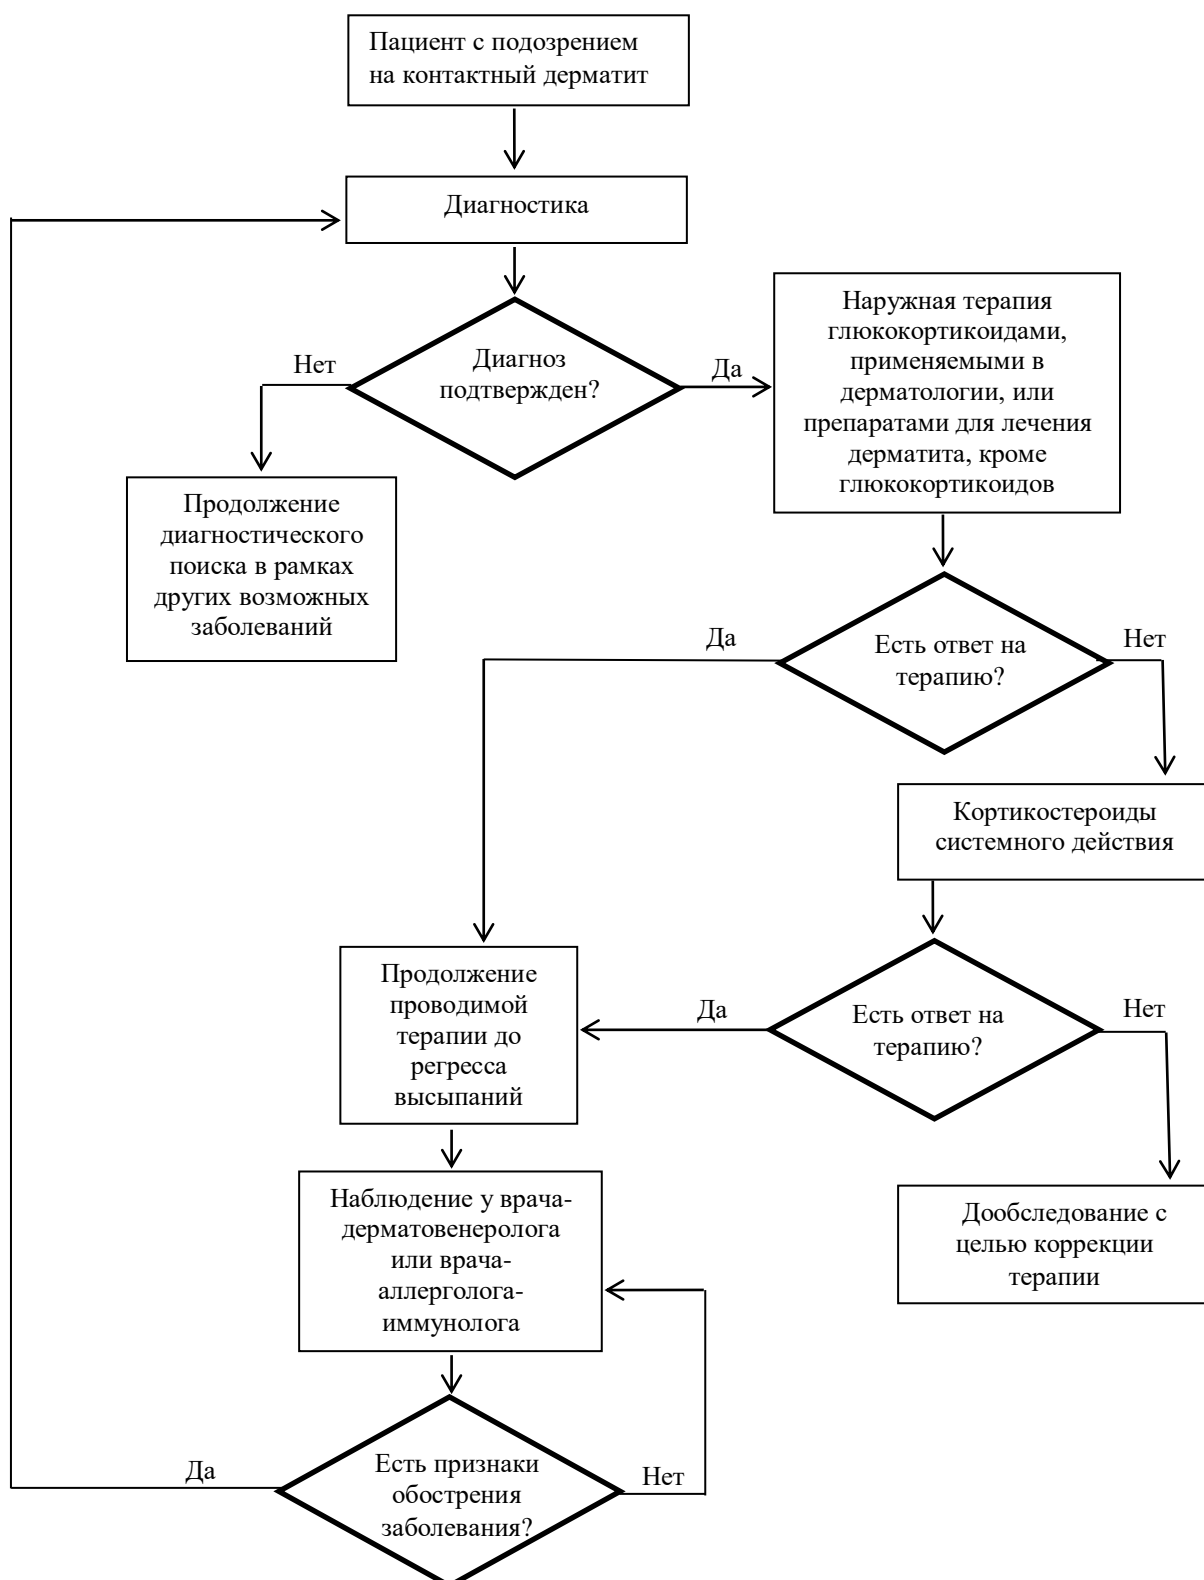 Пациент с подозрением
на контактный дерматит
Диагностика
Диагноз
подтвержден?
Нет
Да
Наружная терапия
глюкокортикоидами,
применяемыми в
дерматологии, или
препаратами для лечения
дерматита, кроме
глюкокортикоидов
Продолжение
диагностического
поиска в рамках
других возможных
заболеваний
Да
Есть ответ на
терапию?
Нет
Кортикостероиды
системного действия
Продолжение
проводимой
терапии до
регресса
высыпаний
Да
Есть ответ на
терапию?
Нет
Наблюдение у врача-
дерматовенеролога
или врача-
аллерголога-
иммунолога
Дообследование с
целью коррекции
терапии
Да
Есть признаки
обострения
заболевания?
Нет